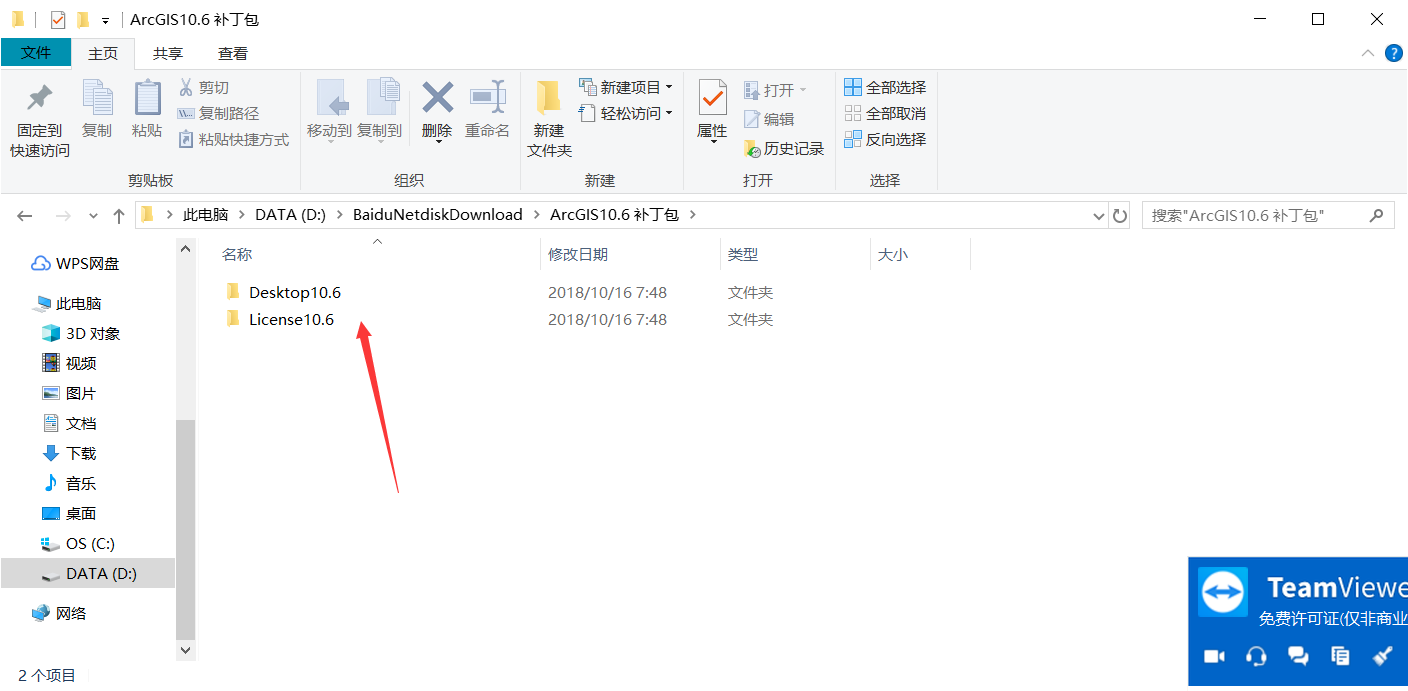 ArcGIS10.6 补丁包
文件 主页 共享 查看
固定到
快速访问
复制
粘贴
剪切
复制路径
粘贴快捷方式
剪贴板
移动到
复制到
删除
重命名
组织
新建
文件夹
新建项目
轻松访问
新建
属性
打开
编辑
历史记录
打开
全部选择
全部取消
反向选择
选择
此电脑 DATA (D:) BaiduNetdiskDownload ArcGIS10.6 补丁包
搜索"ArcGIS10.6 补丁包"
WPS网盘
此电脑
3D 对象
视频
图片
文档
下载
音乐
桌面
OS (C:)
DATA (D:)
网络
名称 修改日期 类型 大小
Desktop10.6 2018/10/16 7:48 文件夹
License10.6 2018/10/16 7:48 文件夹
TeamViewe
免费许可证(仅非商业
2 个项目